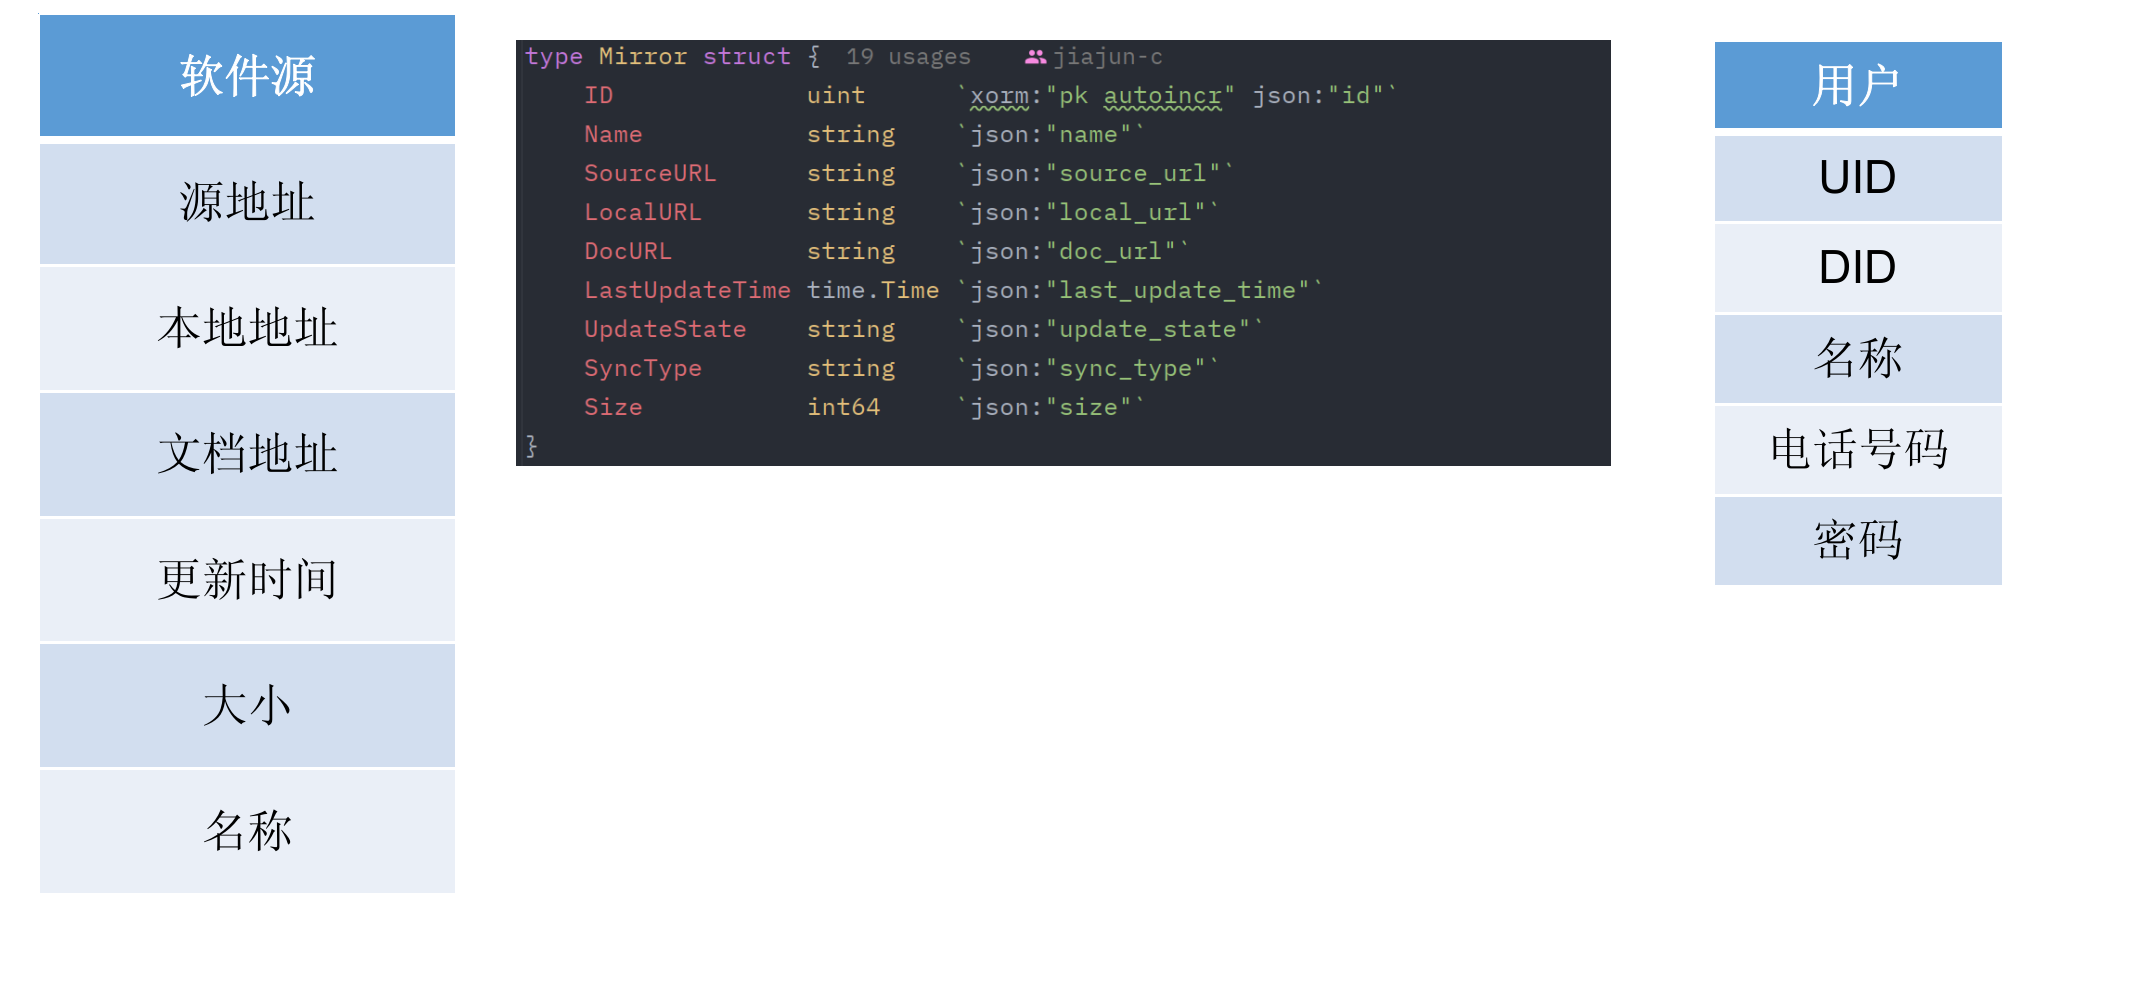 软件源
源地址
本地地址
文档地址
更新时间
大小
名称
type Mirror struct { 19 usages jiajun-c
ID uint `xorm:"pk autoincr" json:"id"`
Name string `json:"name"`
SourceURL string `json:"source_url"`
LocalURL string `json:"local_url"`
DocURL string `json:"doc_url"`
LastUpdateTime time.Time `json:"last_update_time"`
UpdateState string `json:"update_state"`
SyncType string `json:"sync_type"`
Size int64 `json:"size"`
}
用户
UID
DID
名称
电话号码
密码